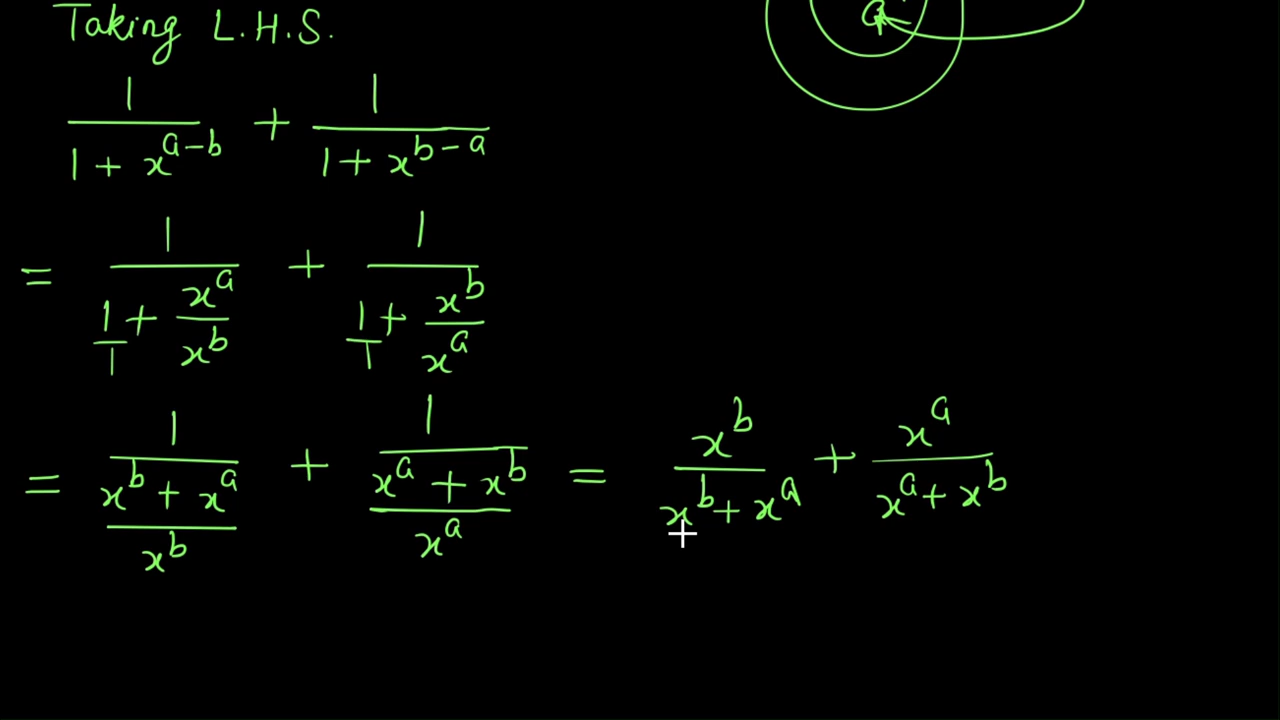 Taking L.H.S.
1/(1 + x^(a-b)) + 1/(1 + x^(b-a))
= 1/(1/1 + x^a/x^b) + 1/(1/1 + x^b/x^a)
= 1/((x^b + x^a)/x^b) + 1/((x^a + x^b)/x^a) = x^b/(x^b + x^a) + x^a/(x^a + x^b)